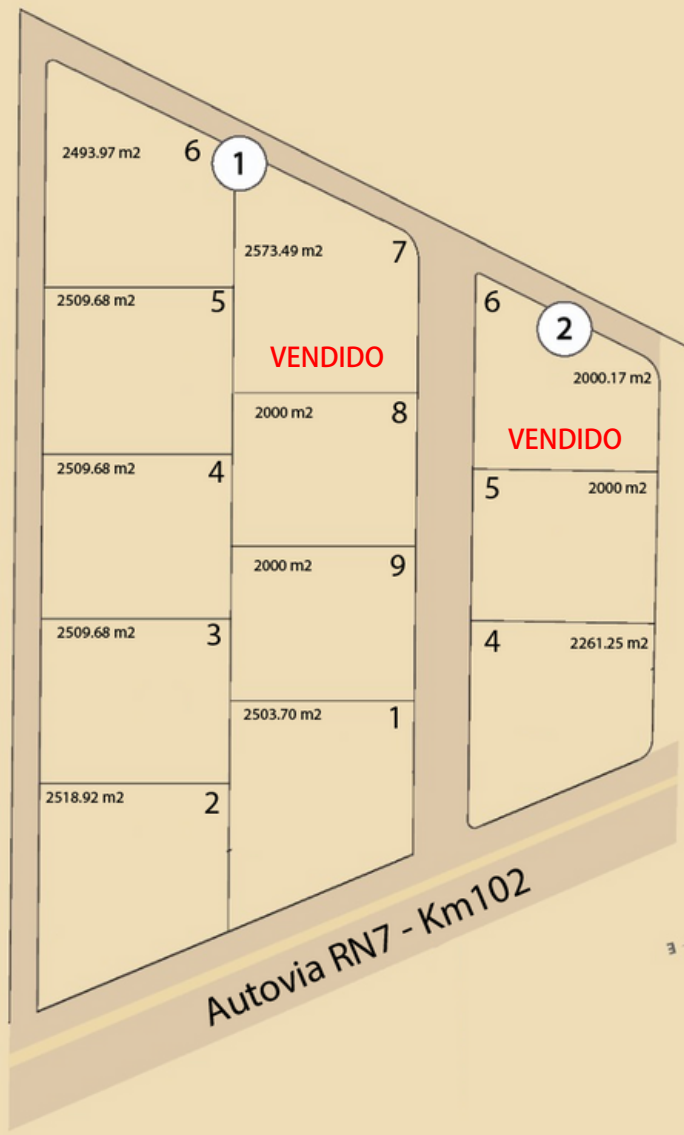 1
2493.97 m2 6
2573.49 m2 7
VENDIDO
2509.68 m2 5
2000 m2 8
2509.68 m2 4
2000 m2 9
2509.68 m2 3
2503.70 m2 1
2518.92 m2 2
2
6
2000.17 m2
VENDIDO
5 2000 m2
4 2261.25 m2
Autovia RN7 - Km102